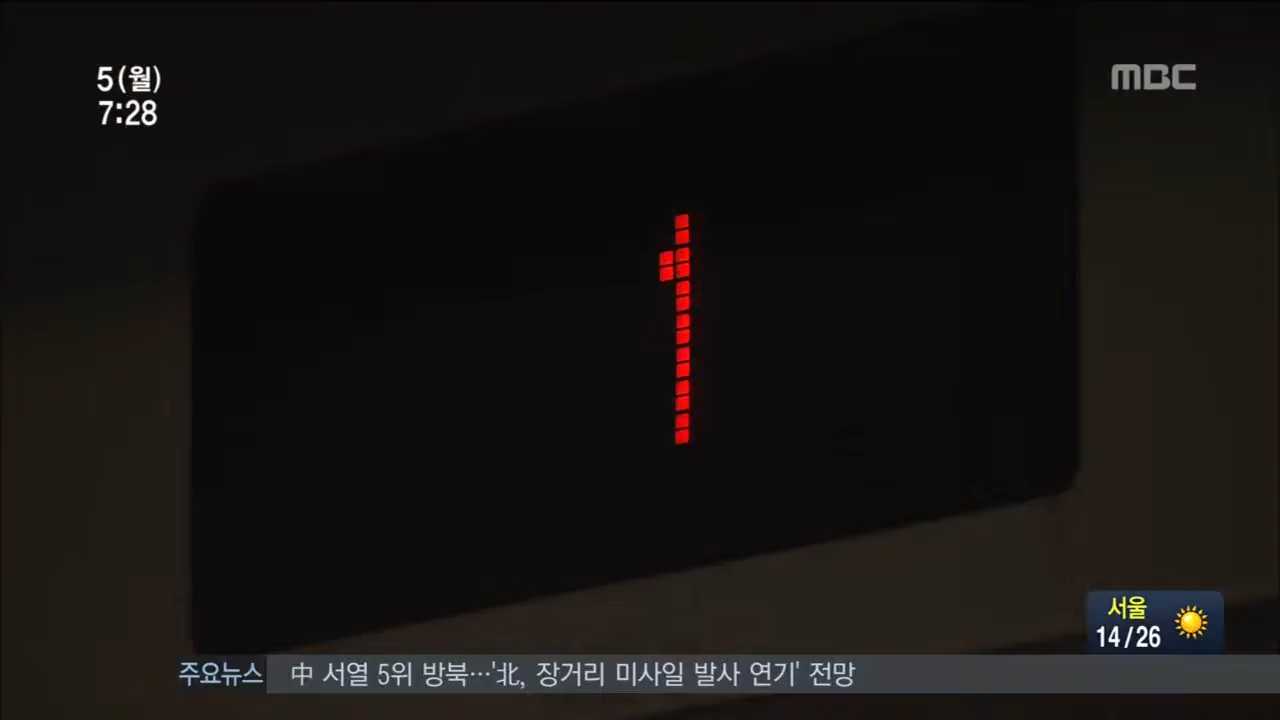 5(월)
7:28
MBC
1
서울
14/26
주요뉴스 中 서열 5위 방북…'北, 장거리 미사일 발사 연기' 전망